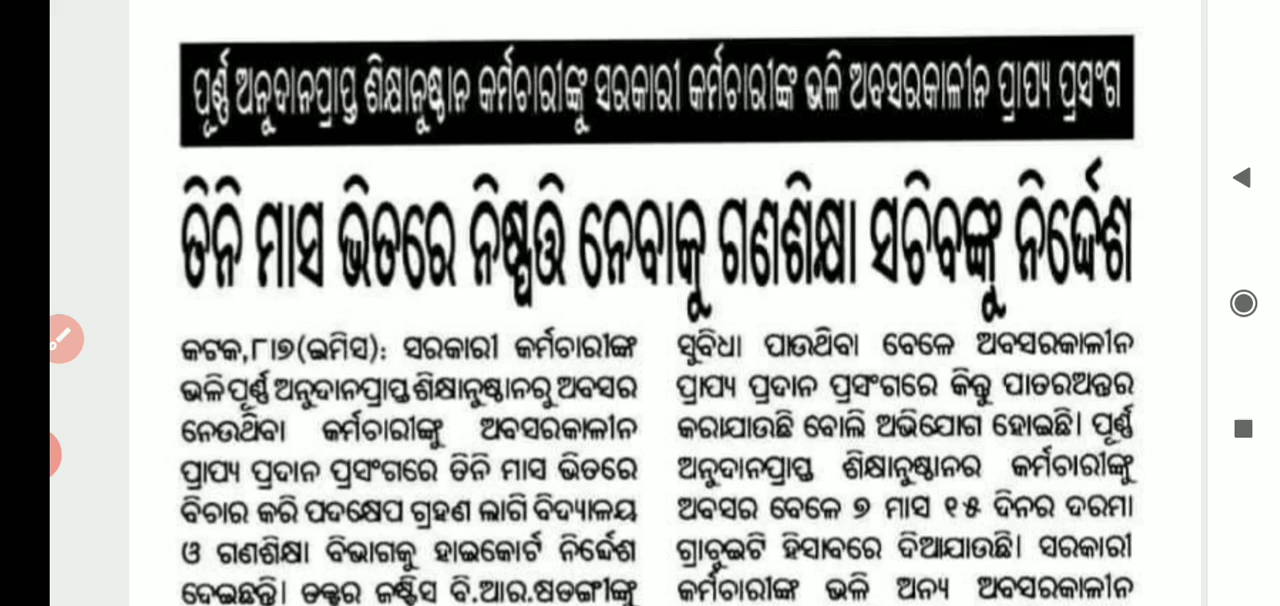 ପୂର୍ଣ୍ଣ ଅନୁଦାନପ୍ରାପ୍ତ ଶିକ୍ଷାନୁଷ୍ଠାନ କର୍ମଚାରୀଙ୍କୁ ସରକାରୀ କର୍ମଚାରୀଙ୍କ ଭଳି ଅବସରକାଳୀନ ପ୍ରାପ୍ୟ ପ୍ରସଂଗ
ତିନି ମାସ ଭିତରେ ନିଷ୍ପତ୍ତି ନେବାକୁ ଗଣଶିକ୍ଷା ସଚିବଙ୍କୁ ନିର୍ଦ୍ଦେଶ
କଟକ,୮।୭(ଇମିସ): ସରକାରୀ କର୍ମଚାରୀଙ୍କ
ଭଳି ପୂର୍ଣ୍ଣ ଅନୁଦାନପ୍ରାପ୍ତ ଶିକ୍ଷାନୁଷ୍ଠାନରୁ ଅବସର
ନେଉଥିବା କର୍ମଚାରୀଙ୍କୁ ଅବସରକାଳୀନ
ପ୍ରାପ୍ୟ ପ୍ରଦାନ ପ୍ରସଂଗରେ ତିନି ମାସ ଭିତରେ
ବିଚାର କରି ପଦକ୍ଷେପ ଗ୍ରହଣ ଲାଗି ବିଦ୍ୟାଳୟ
ଓ ଗଣଶିକ୍ଷା ବିଭାଗକୁ ହାଇକୋର୍ଟ ନିର୍ଦ୍ଦେଶ
ଦେଇଛନ୍ତି। ଡକ୍ଟର ଜଷ୍ଟିସ ବି.ଆର.ଷଡଙ୍ଗୀଙ୍କୁ
ସୁବିଧା ପାଉଥିବା ବେଳେ ଅବସରକାଳୀନ
ପ୍ରାପ୍ୟ ପ୍ରଦାନ ପ୍ରସଂଗରେ କିନ୍ତୁ ପାତରଅନ୍ତର
କରାଯାଉଛି ବୋଲି ଅଭିଯୋଗ ହୋଇଛି। ପୂର୍ଣ୍ଣ
ଅନୁଦାନପ୍ରାପ୍ତ ଶିକ୍ଷାନୁଷ୍ଠାନର କର୍ମଚାରୀଙ୍କୁ
ଅବସର ବେଳେ ୭ ମାସ ୧୫ ଦିନର ଦରମା
ଗ୍ରାଚୁଇଟି ହିସାବରେ ଦିଆଯାଉଛି। ସରକାରୀ
କର୍ମଚାରୀଙ୍କ ଭଳି ଅନ୍ୟ ଅବସରକାଳୀନ